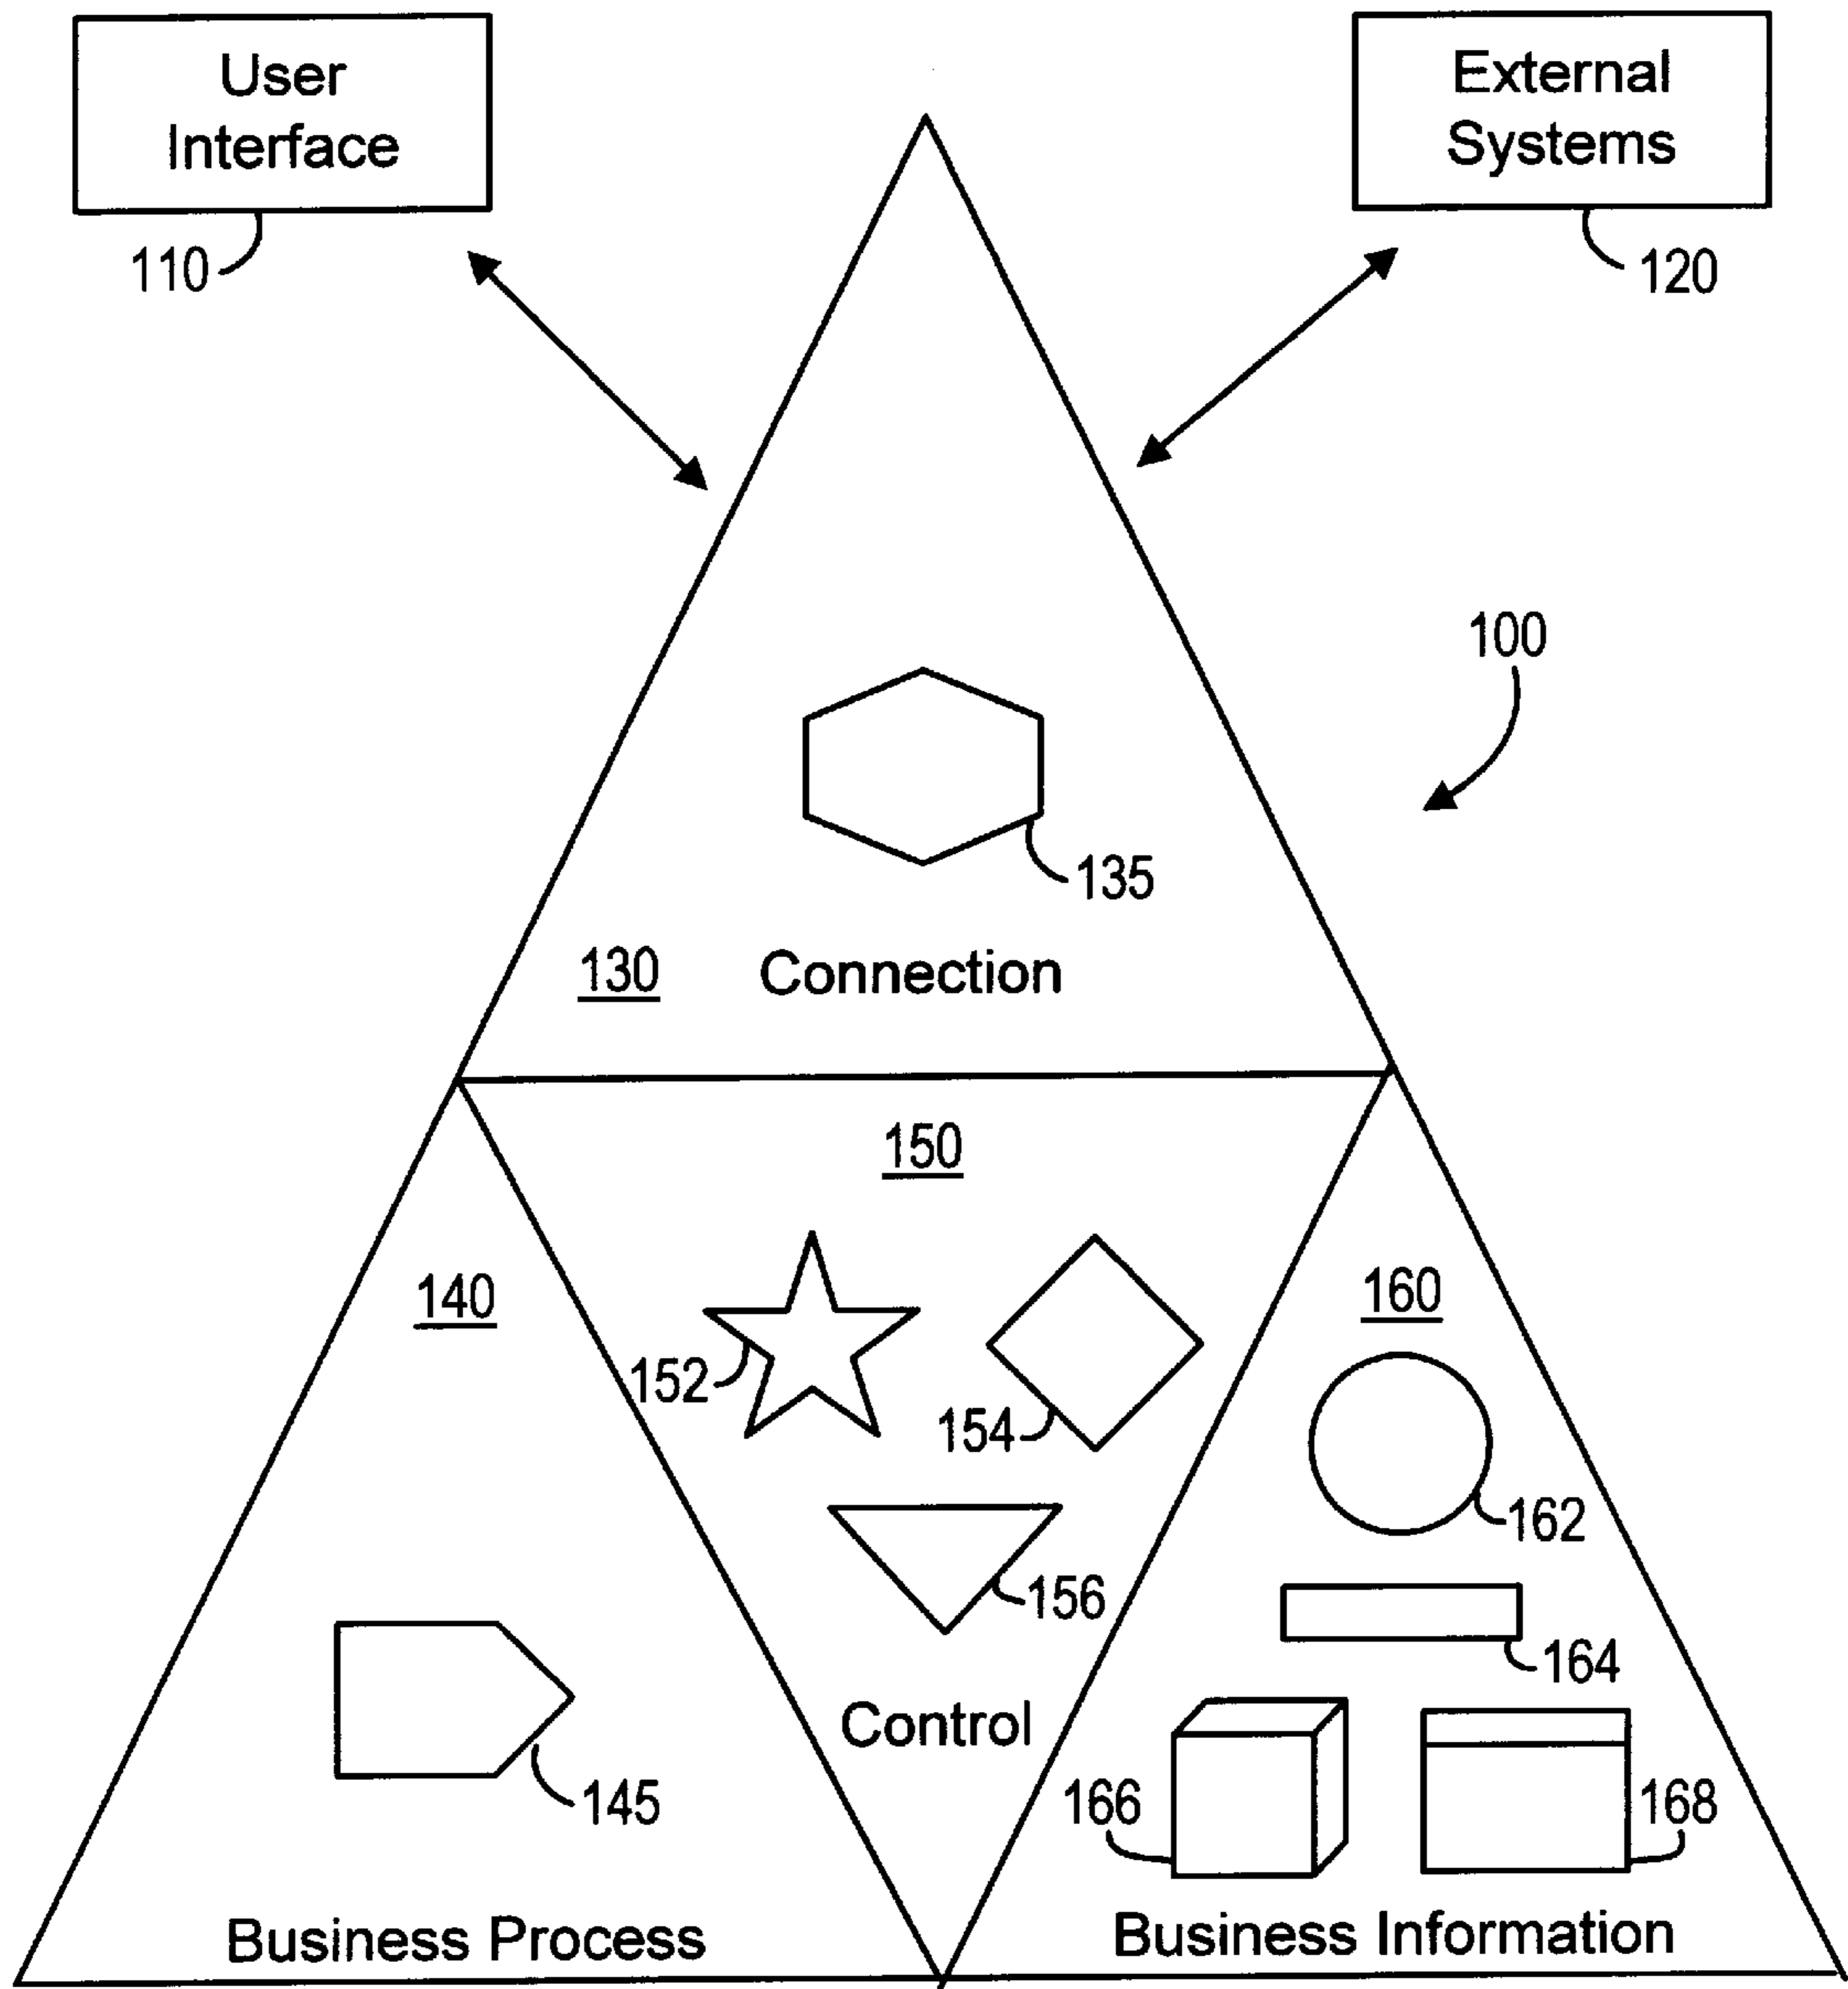 User
Interface
External
Systems
110
120
100
135
130
Connection
150
140
160
152
154
162
156
164
Control
145
166
168
Business Process
Business Information